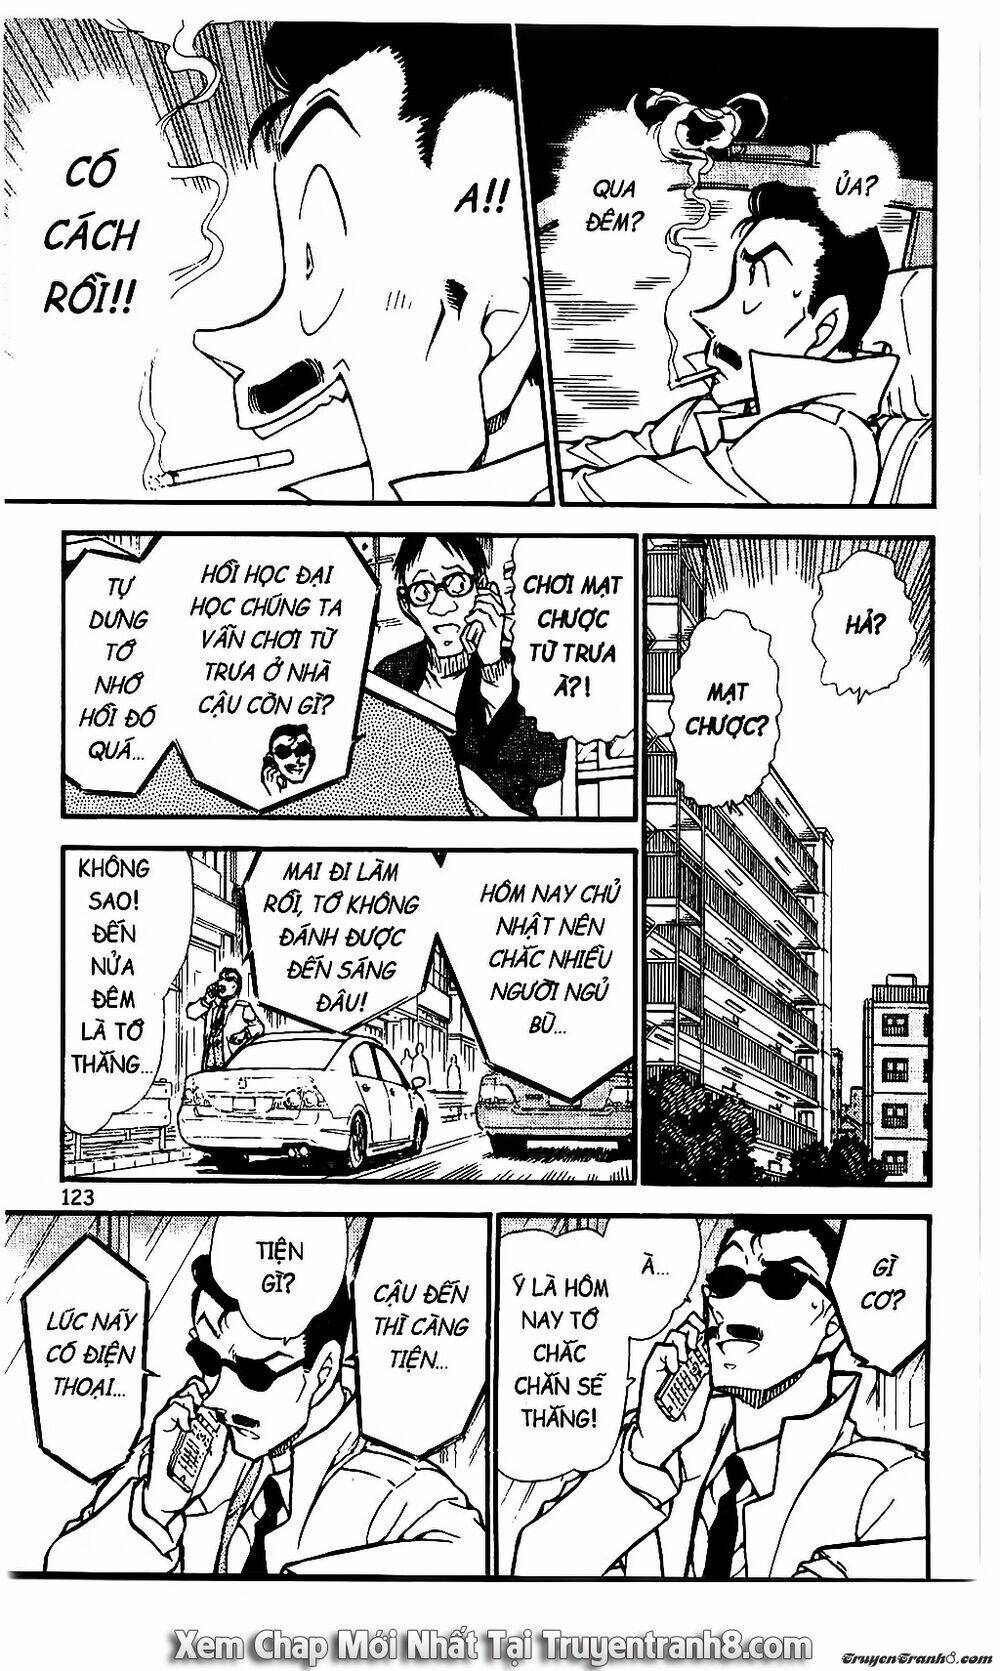 ỦA?
QUA
ĐÊM?
A!!
CÓ
CÁCH
RỒI!!
HẢ?
MẠT
CHƯỢC?
CHƠI MẠT
CHƯỢC
TỪ TRƯA
À?!
HỒI HỌC ĐẠI
HỌC CHÚNG TA
VẪN CHƠI TỪ
TRƯA Ở NHÀ
CẬU CÒN GÌ?
TỰ
DƯNG
TỚ
NHỚ
HỒI ĐÓ
QUÁ...
HÔM NAY CHỦ
NHẬT NÊN
CHẮC NHIỀU
NGƯỜI NGỦ
BÙ...
MAI ĐI LÀM
RỒI, TỚ KHÔNG
ĐÁNH ĐƯỢC
ĐẾN SÁNG
ĐÂU!
KHÔNG
SAO!
ĐẾN
NỬA
ĐÊM
LÀ TỚ
THẮNG...
123
GÌ
CƠ?
À...
Ý LÀ HÔM
NAY TỚ
CHẮC
CHẮN SẼ
THẮNG!
CẬU ĐẾN
THÌ CÀNG
TIỆN...
TIỆN
GÌ?
LÚC NÃY
CÓ ĐIỆN
THOẠI...
Xem Chap Mới Nhất Tại Truyentranh8.com
TruyenTranh8.com